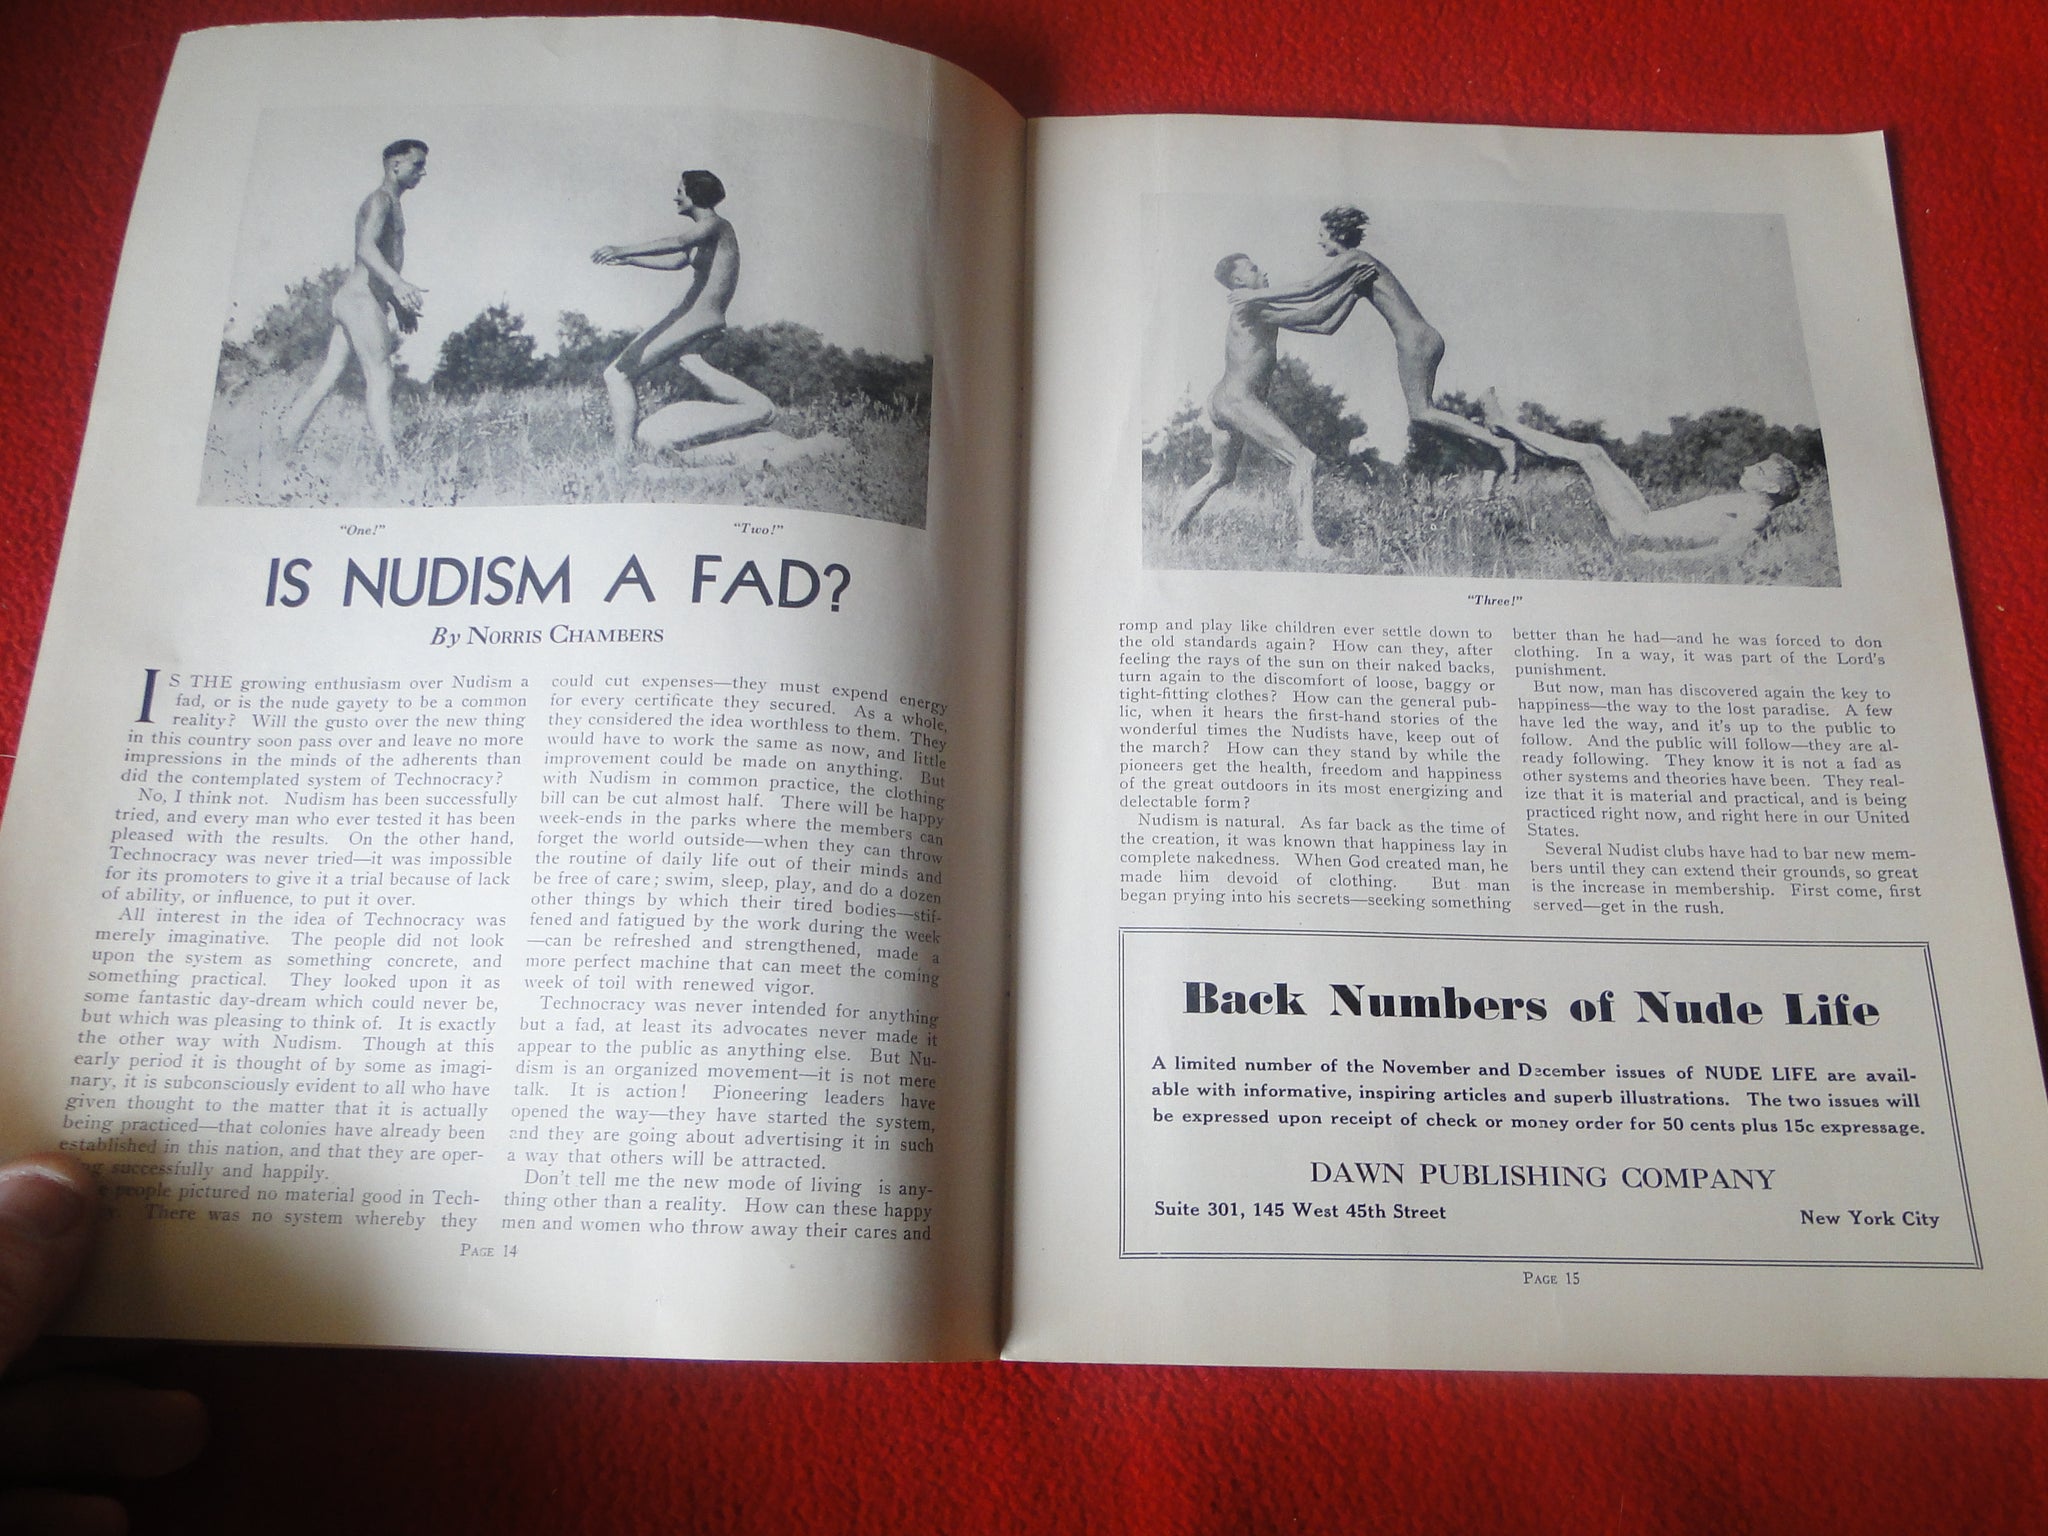 "One!"
"Two!"
IS NUDISM A FAD?
By NORRIS CHAMBERS
IS THE growing enthusiasm over Nudism a
fad, or is the nude gayety to be a common
reality? Will the gusto over the new thing
in this country soon pass over and leave no more
impressions in the minds of the adherents than
did the contemplated system of Technocracy?
No, I think not. Nudism has been successfully
tried, and every man who ever tested it has been
pleased with the results. On the other hand,
Technocracy was never tried—it was impossible
for its promoters to give it a trial because of lack
of ability, or influence, to put it over.
All interest in the idea of Technocracy was
merely imaginative. The people did not look
upon the system as something concrete, and
something practical. They looked upon it as
some fantastic day-dream which could never be,
but which was pleasing to think of. It is exactly
the other way with Nudism. Though at this
early period it is thought of by some as imagi-
nary, it is subconsciously evident to all who have
given thought to the matter that it is actually
being practiced—that colonies have already been
established in this nation, and that they are oper-
successfully and happily.
people pictured no material good in Tech-
There was no system whereby they
could cut expenses—they must expend energy
for every certificate they secured. As a whole,
they considered the idea worthless to them. They
would have to work the same as now, and little
improvement could be made on anything. But
with Nudism in common practice, the clothing
bill can be cut almost half. There will be happy
week-ends in the parks where the members can
forget the world outside—when they can throw
the routine of daily life out of their minds and
be free of care; swim, sleep, play, and do a dozen
other things by which their tired bodies—stif-
fened and fatigued by the work during the week
—can be refreshed and strengthened, made a
more perfect machine that can meet the coming
week of toil with renewed vigor.
Technocracy was never intended for anything
but a fad, at least its advocates never made it
appear to the public as anything else. But Nu-
dism is an organized movement—it is not mere
talk. It is action! Pioneering leaders have
opened the way—they have started the system,
and they are going about advertising it in such
a way that others will be attracted.
Don't tell me the new mode of living is any-
thing other than a reality. How can these happy
men and women who throw away their cares and
PAGE 14
"Three!"
romp and play like children ever settle down to
the old standards again? How can they, after
feeling the rays of the sun on their naked backs,
turn again to the discomfort of loose, baggy or
tight-fitting clothes? How can the general pub-
lic, when it hears the first-hand stories of the
wonderful times the Nudists have, keep out of
the march? How can they stand by while the
pioneers get the health, freedom and happiness
of the great outdoors in its most energizing and
delectable form?
Nudism is natural. As far back as the time of
the creation, it was known that happiness lay in
complete nakedness. When God created man, he
made him devoid of clothing. But man
began prying into his secrets—seeking something
better than he had—and he was forced to don
clothing. In a way, it was part of the Lord's
punishment.
But now, man has discovered again the key to
happiness—the way to the lost paradise. A few
have led the way, and it's up to the public to
follow. And the public will follow—they are al-
ready following. They know it is not a fad as
other systems and theories have been. They real-
ize that it is material and practical, and is being
practiced right now, and right here in our United
States.
Several Nudist clubs have had to bar new mem-
bers until they can extend their grounds, so great
is the increase in membership. First come, first
served—get in the rush.
Back Numbers of Nude Life
A limited number of the November and December issues of NUDE LIFE are avail-
able with informative, inspiring articles and superb illustrations. The two issues will
be expressed upon receipt of check or money order for 50 cents plus 15c expressage.
DAWN PUBLISHING COMPANY
Suite 301, 145 West 45th Street
New York City
PAGE 15